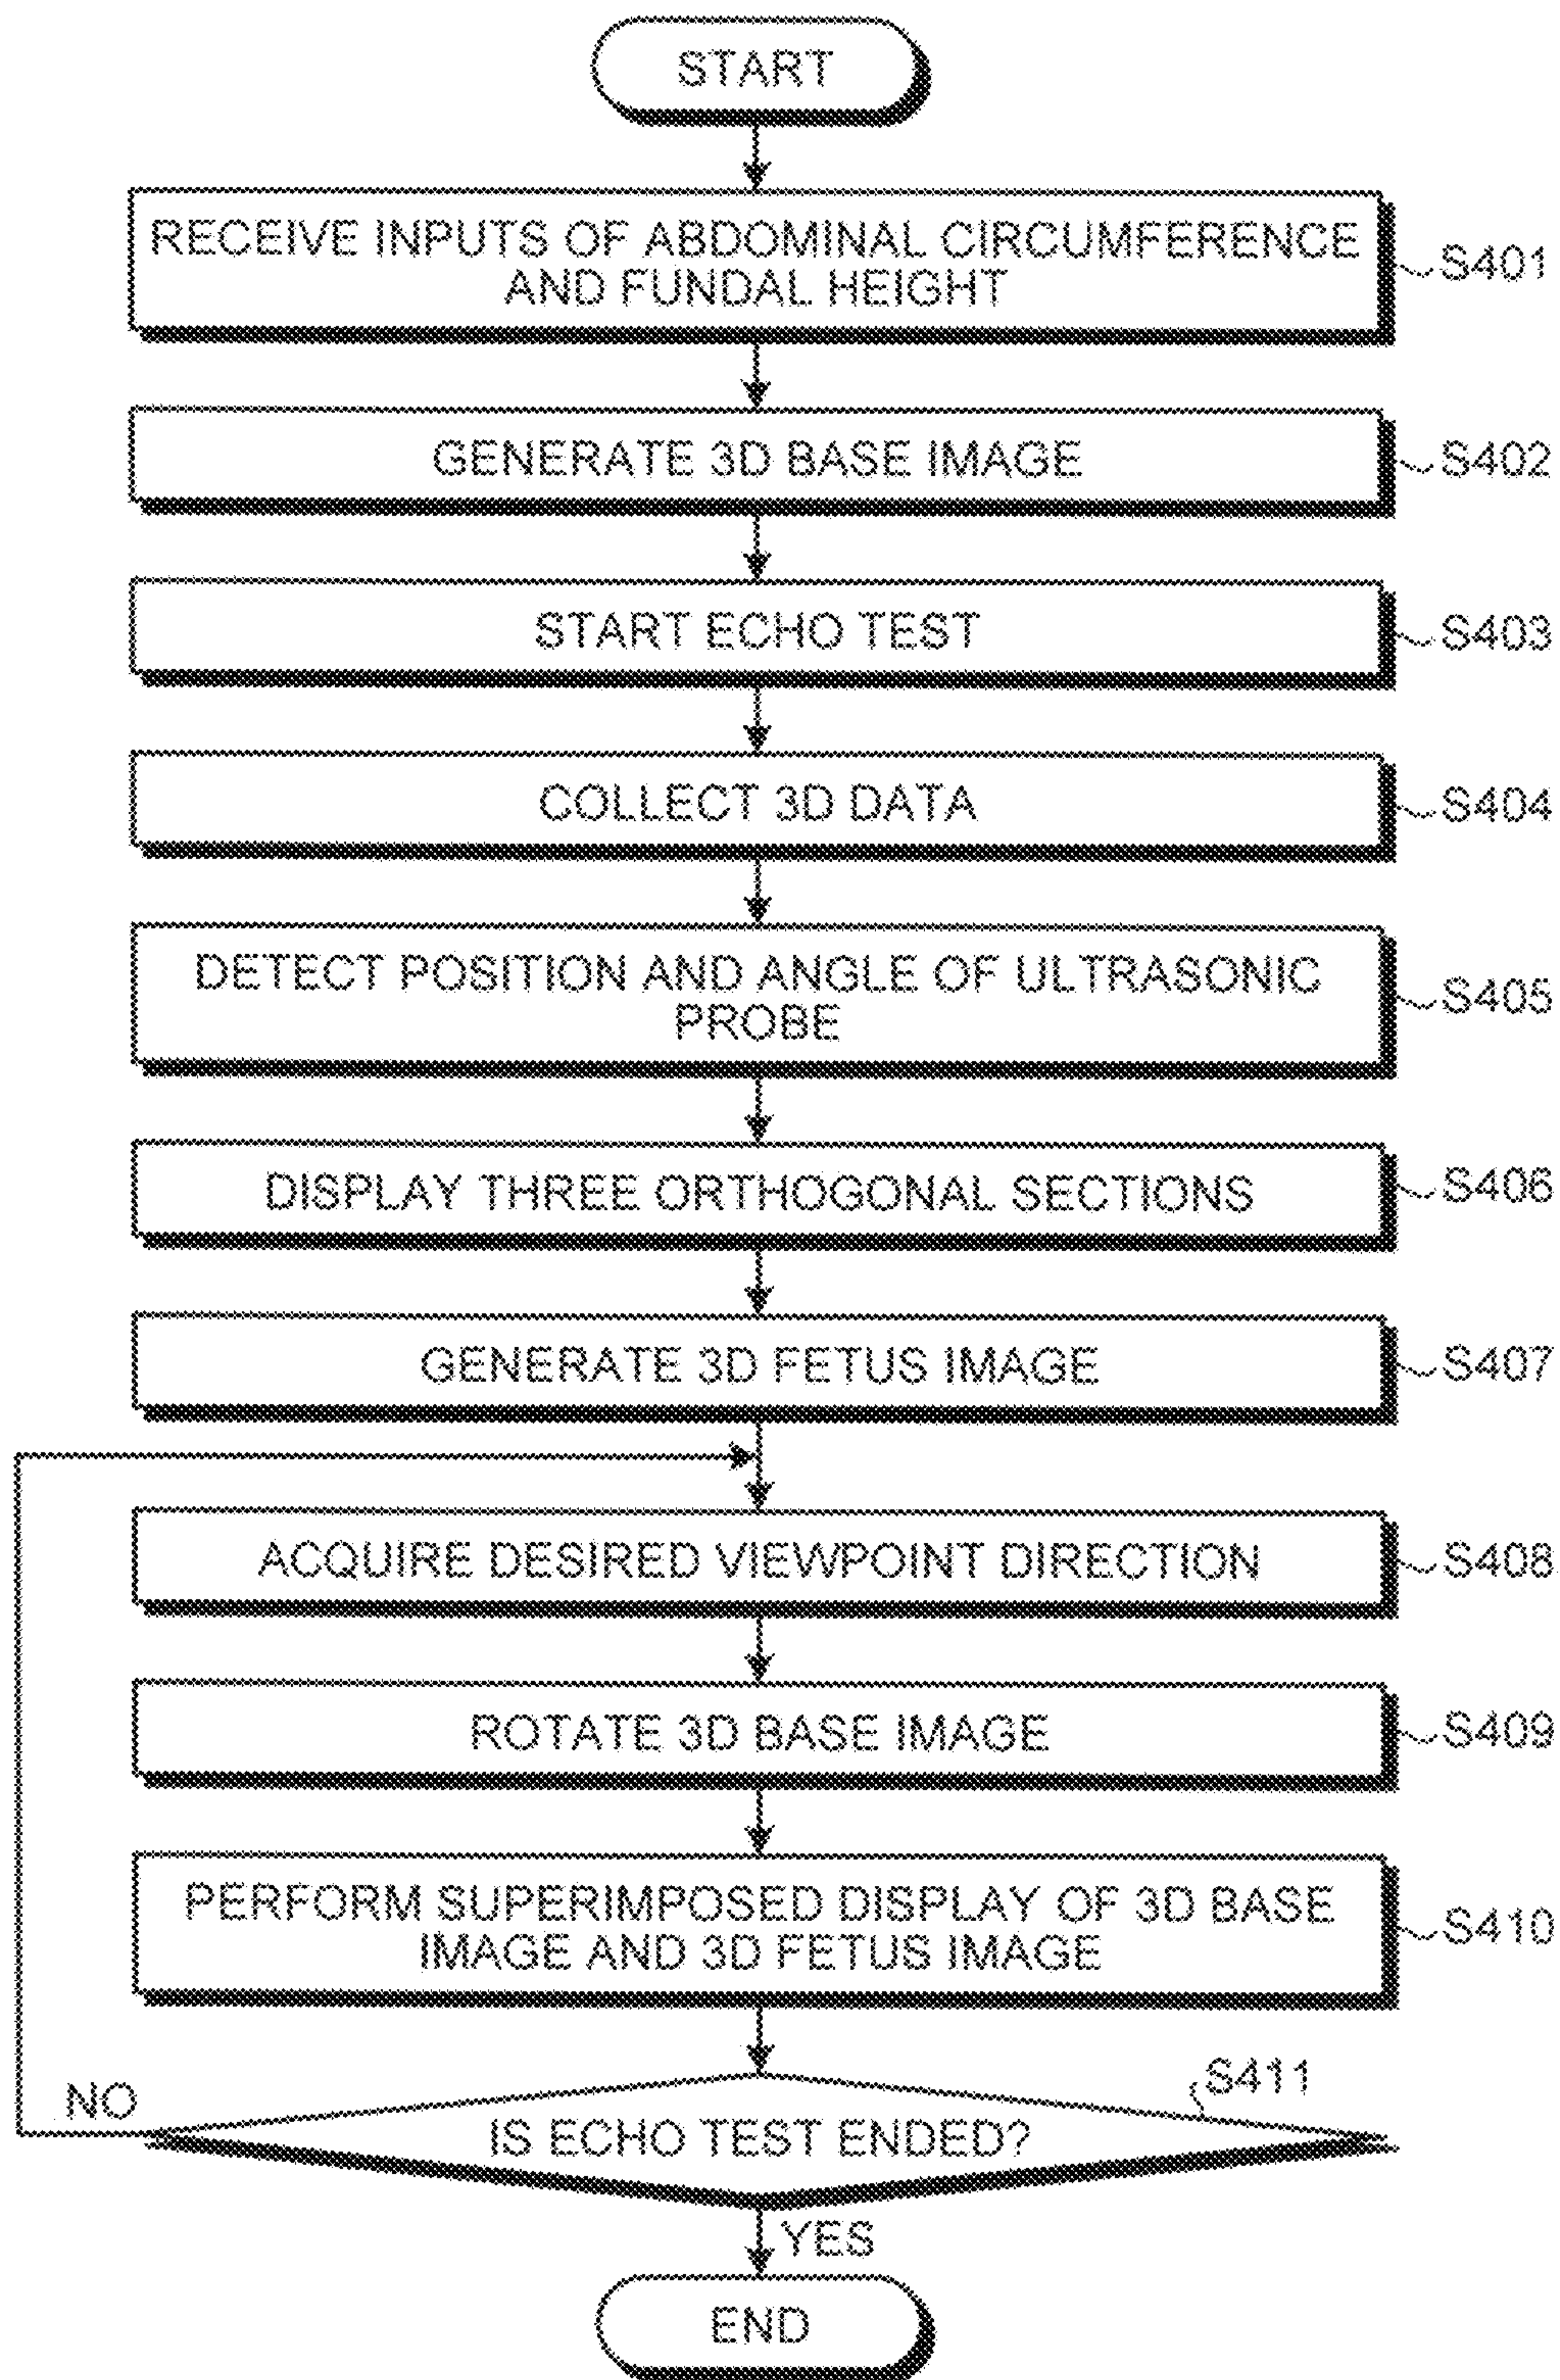 START
RECEIVE INPUTS OF ABDOMINAL CIRCUMFERENCE
AND FUNDAL HEIGHT
S401
GENERATE 3D BASE IMAGE
S402
START ECHO TEST
S403
COLLECT 3D DATA
S404
DETECT POSITION AND ANGLE OF ULTRASONIC
PROBE
S405
DISPLAY THREE ORTHOGONAL SECTIONS
S406
GENERATE 3D FETUS IMAGE
S407
ACQUIRE DESIRED VIEWPOINT DIRECTION
S408
ROTATE 3D BASE IMAGE
S409
PERFORM SUPERIMPOSED DISPLAY OF 3D BASE
IMAGE AND 3D FETUS IMAGE
S410
S411
NO
IS ECHO TEST ENDED?
YES
END